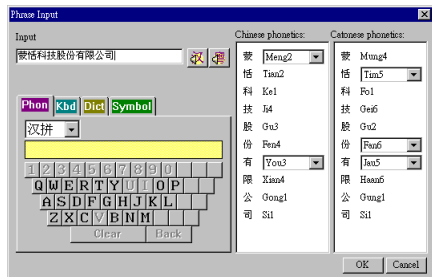 Phrase Input
Input
蒙恬科技股份有限公司
汉
Phon Kbd Dict Symbol
汉拼
1 2 3 4 5 6 7 8 9 0
Q W E R T Y U I O P
A S D F G H J K L
Z X C V B N M
Clear Back
Chinese phonetics:
蒙 Meng2
恬 Tian2
科 Ke1
技 Ji4
股 Gu3
份 Fen4
有 You3
限 Xian4
公 Gong1
司 Si1
Catonese phonetics:
蒙 Mung4
恬 Tim5
科 Fo1
技 Gei6
股 Gu2
份 Fan6
有 Jau5
限 Haan6
公 Gung1
司 Si1
OK Cancel